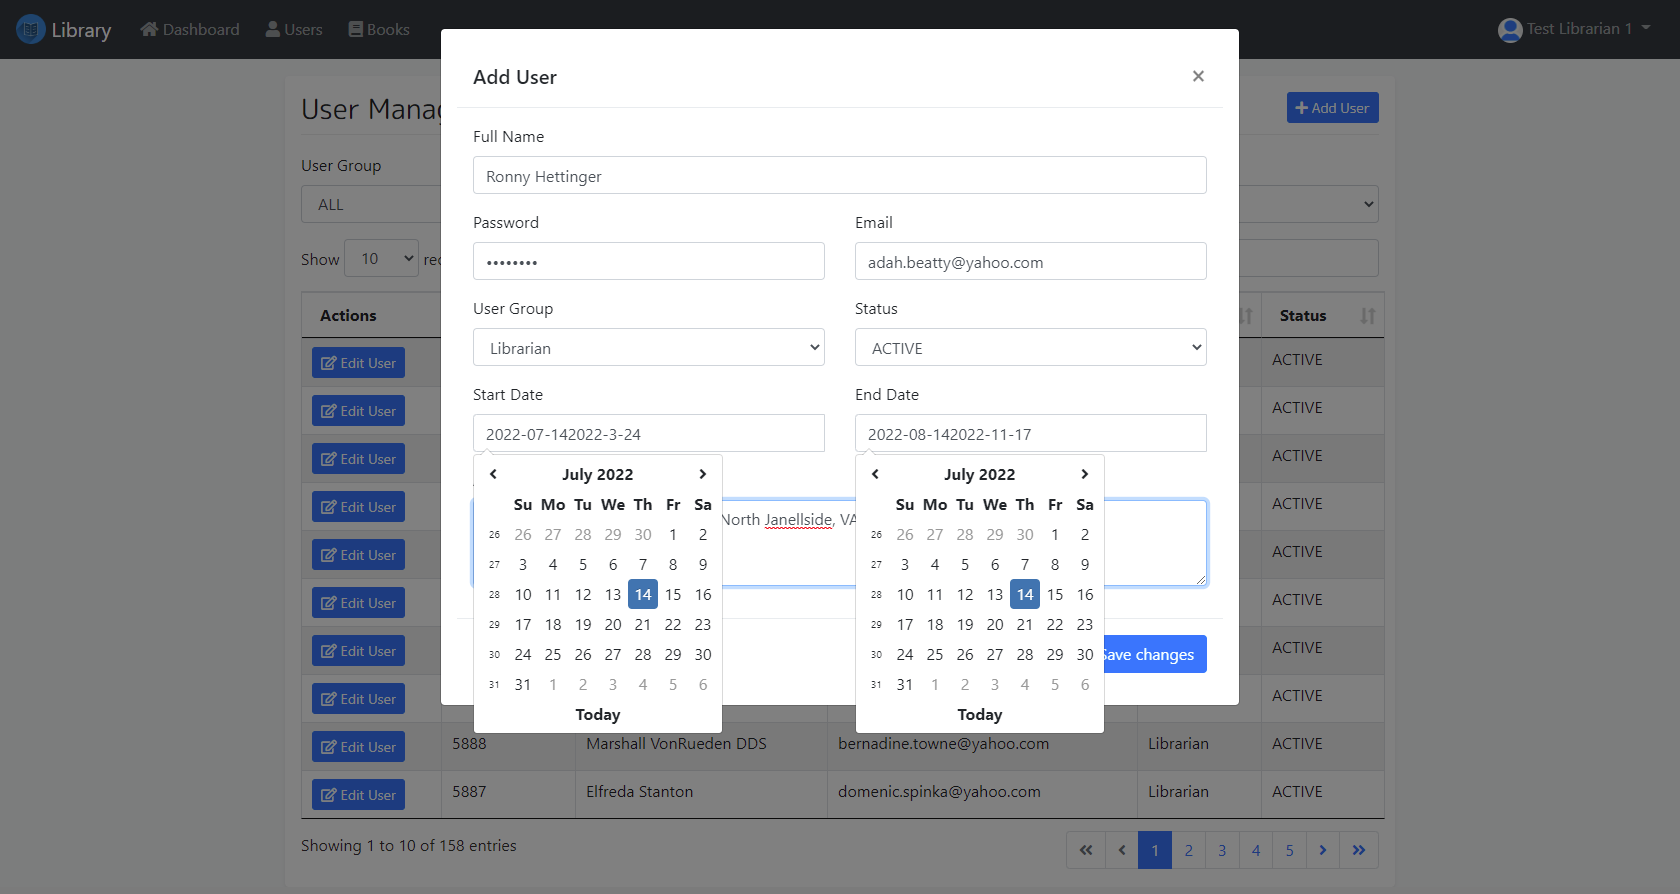 Library Dashboard Users Books Test Librarian 1
Add User ×
User Manag + Add User
Full Name
Ronny Hettinger
User Group
Password Email
ALL
•••••••• adah.beatty@yahoo.com
Show 10 rec
User Group Status
Actions Status
Librarian ACTIVE
Edit User ACTIVE
Start Date End Date
Edit User ACTIVE
2022-07-142022-3-24 2022-08-142022-11-17
Edit User ACTIVE
July 2022 July 2022
Su Mo Tu We Th Fr Sa Su Mo Tu We Th Fr Sa
Edit User ACTIVE
North Janellside, VA
26 26 27 28 29 30 1 2 26 26 27 28 29 30 1 2
Edit User ACTIVE
27 3 4 5 6 7 8 9 27 3 4 5 6 7 8 9
28 10 11 12 13 14 15 16 28 10 11 12 13 14 15 16
Edit User ACTIVE
29 17 18 19 20 21 22 23 29 17 18 19 20 21 22 23
Edit User ACTIVE
30 24 25 26 27 28 29 30 30 24 25 26 27 28 29 30
Save changes
31 31 1 2 3 4 5 6 31 31 1 2 3 4 5 6
Edit User ACTIVE
Today Today
Edit User 5888 Marshall VonRueden DDS bernadine.towne@yahoo.com Librarian ACTIVE
Edit User 5887 Elfreda Stanton domenic.spinka@yahoo.com Librarian ACTIVE
Showing 1 to 10 of 158 entries « ‹ 1 2 3 4 5 › »